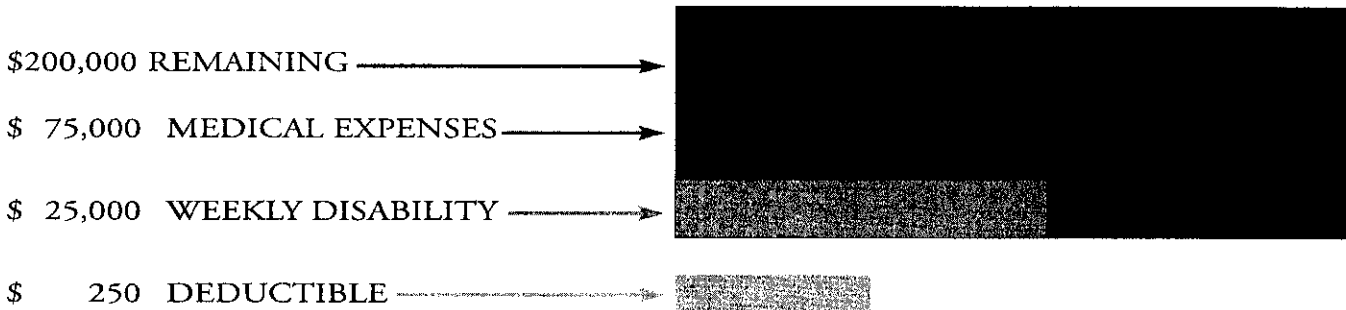 $200,000 REMAINING
$ 75,000 MEDICAL EXPENSES
$ 25,000 WEEKLY DISABILITY
$ 250 DEDUCTIBLE